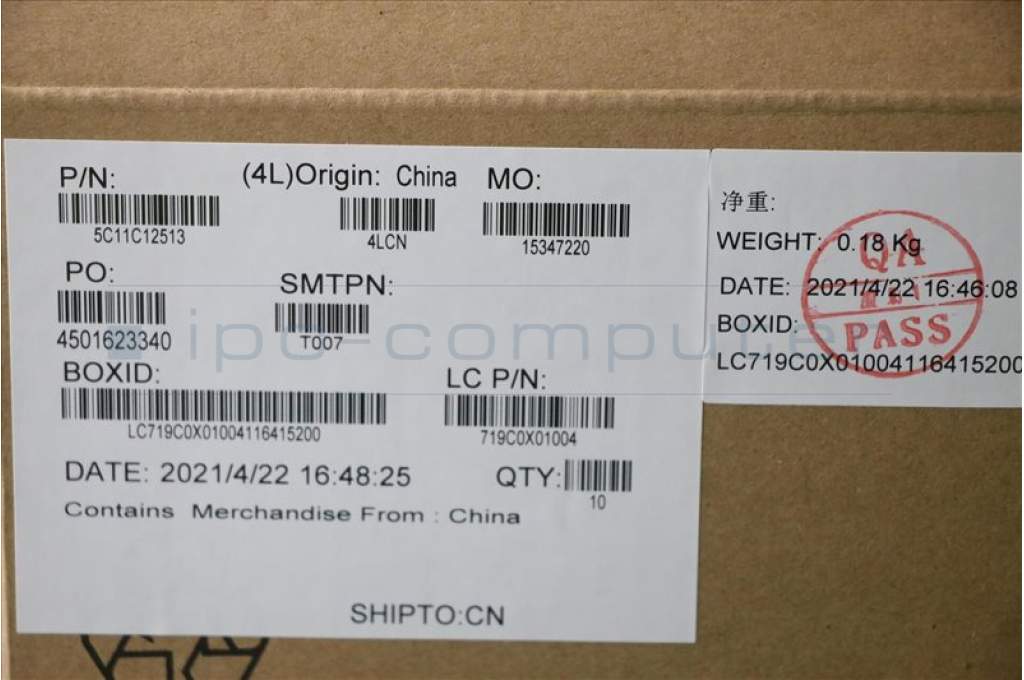 P/N: (4L)Origin: China MO:
5C11C12513 4LCN 15347220
PO: SMTPN:
4501623340 T007
BOXID: LC P/N:
LC719C0X01004116415200 719C0X01004
DATE: 2021/4/22 16:48:25 QTY:
10
Contains Merchandise From : China
SHIPTO:CN
净重:
WEIGHT: 0.18 Kg
DATE: 2021/4/22 16:46:08
BOXID:
LC719C0X01004116415200
QA
PASS
ipc-compute